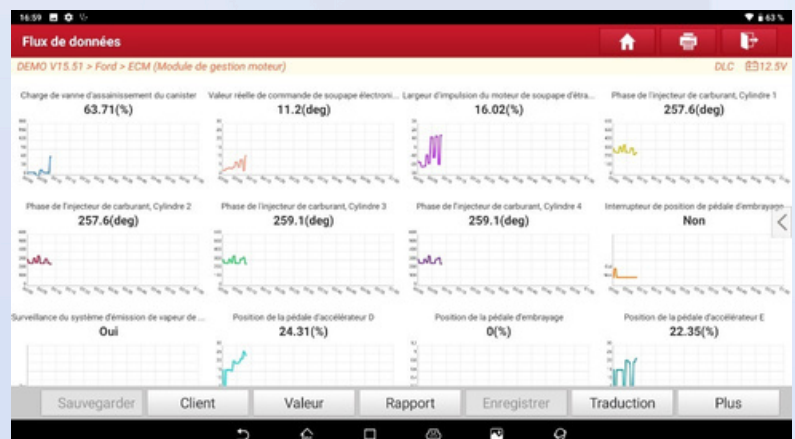 16:59
63%
Flux de données
DEMO V15.51 > Ford > ECM (Module de gestion moteur)
DLC 12.5V
Charge de vanne d'assainissement du canister
63.71(%)
Valeur réelle de commande de soupape électroni...
11.2(deg)
Largeur d'impulsion du moteur de soupape d'étra...
16.02(%)
Phase de l'injecteur de carburant, Cylindre 1
257.6(deg)
Phase de l'injecteur de carburant, Cylindre 2
257.6(deg)
Phase de l'injecteur de carburant, Cylindre 3
259.1(deg)
Phase de l'injecteur de carburant, Cylindre 4
259.1(deg)
Interrupteur de position de pédale d'embrayage
Non
Surveillance du système d'émission de vapeur de ...
Oui
Position de la pédale d'accélérateur D
24.31(%)
Position de la pédale d'embrayage
0(%)
Position de la pédale d'accélérateur E
22.35(%)
Sauvegarder
Client
Valeur
Rapport
Enregistrer
Traduction
Plus